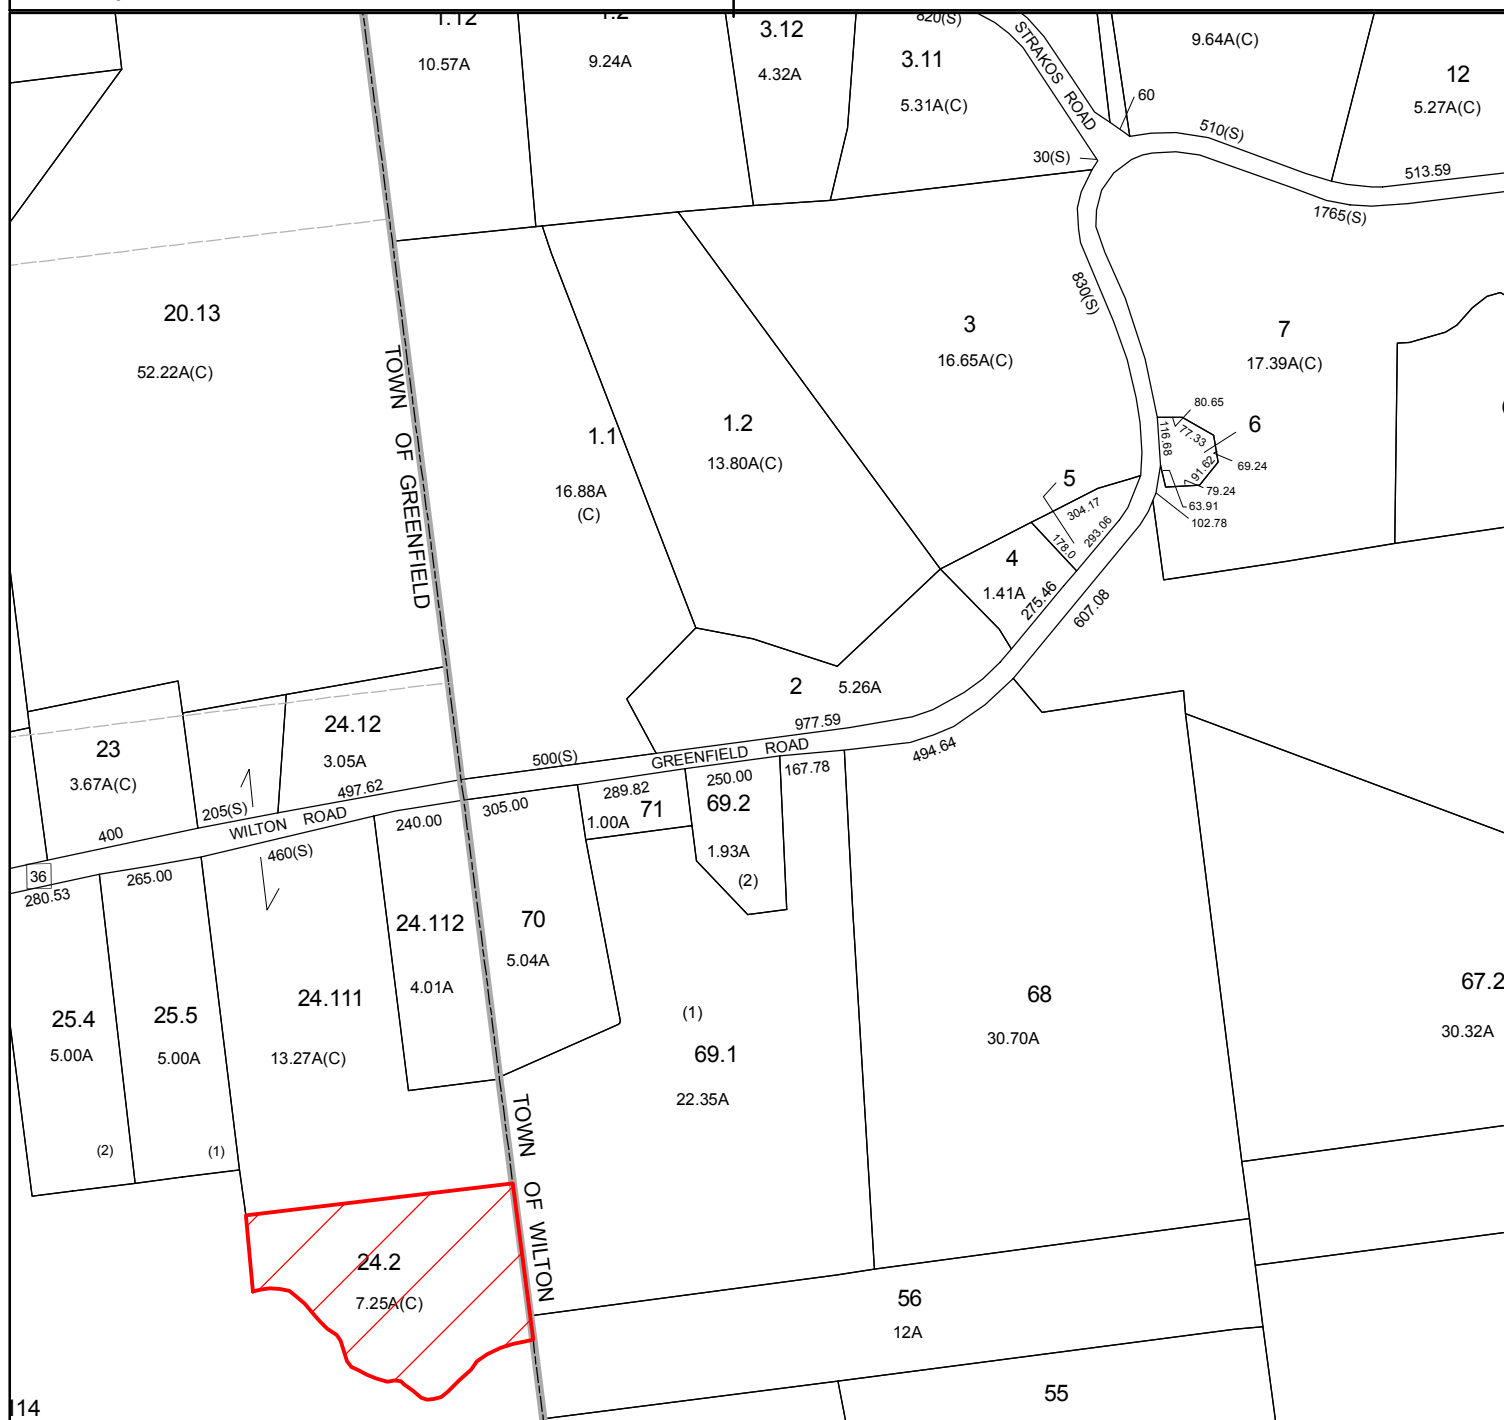 1.12
1.2
3.12
820(S)
3.11
STRAKOS ROAD
9.64A(C)
12
10.57A
9.24A
4.32A
5.31A(C)
60
5.27A(C)
510(S)
30(S)
513.59
1765(S)
20.13
52.22A(C)
TOWN OF GREENFIELD
830(S)
3
16.65A(C)
7
17.39A(C)
1.1
16.88A
(C)
1.2
13.80A(C)
80.65
116.68
77.33
6
91.62
69.24
79.24
63.91
102.78
5
304.17
178.0
293.06
4
1.41A
275.46
607.08
2
5.26A
977.59
494.64
24.12
3.05A
23
3.67A(C)
500(S)
GREENFIELD ROAD
497.62
205(S)
WILTON ROAD
400
36
280.53
265.00
460(S)
240.00
305.00
289.82
71
1.00A
250.00
167.78
69.2
1.93A
(2)
24.112
4.01A
70
5.04A
24.111
13.27A(C)
25.4
5.00A
(2)
25.5
5.00A
(1)
(1)
69.1
22.35A
68
30.70A
67.2
30.32A
TOWN OF WILTON
24.2
7.25A(C)
56
12A
55
114